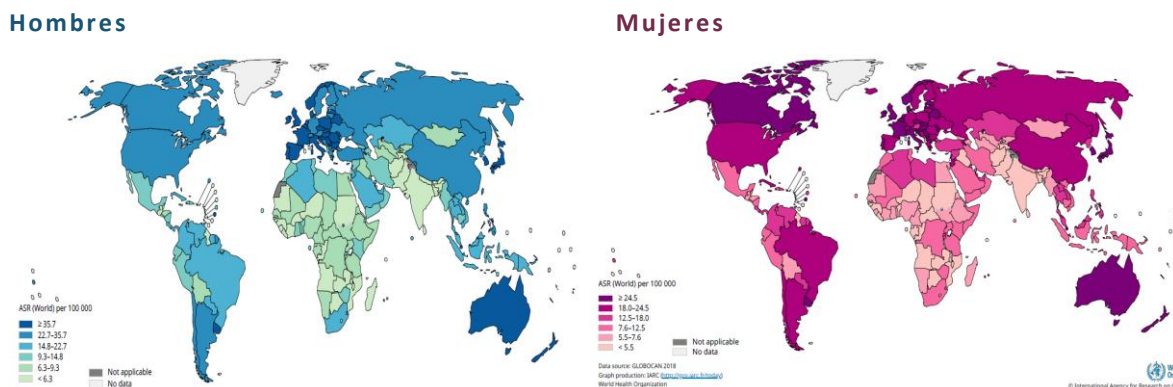 Hombres
Mujeres
ASR (World) per 100 000
≥ 35.7
22.7–35.7
14.8–22.7
9.3–14.8
6.3–9.3
< 6.3
Not applicable
No data
ASR (World) per 100 000
≥ 24.5
18.0–24.5
12.5–18.0
7.6–12.5
5.5–7.6
< 5.5
Not applicable
No data
Data source: GLOBOCAN 2018
Graph production: IARC
World Health Organization
© International Agency for Research